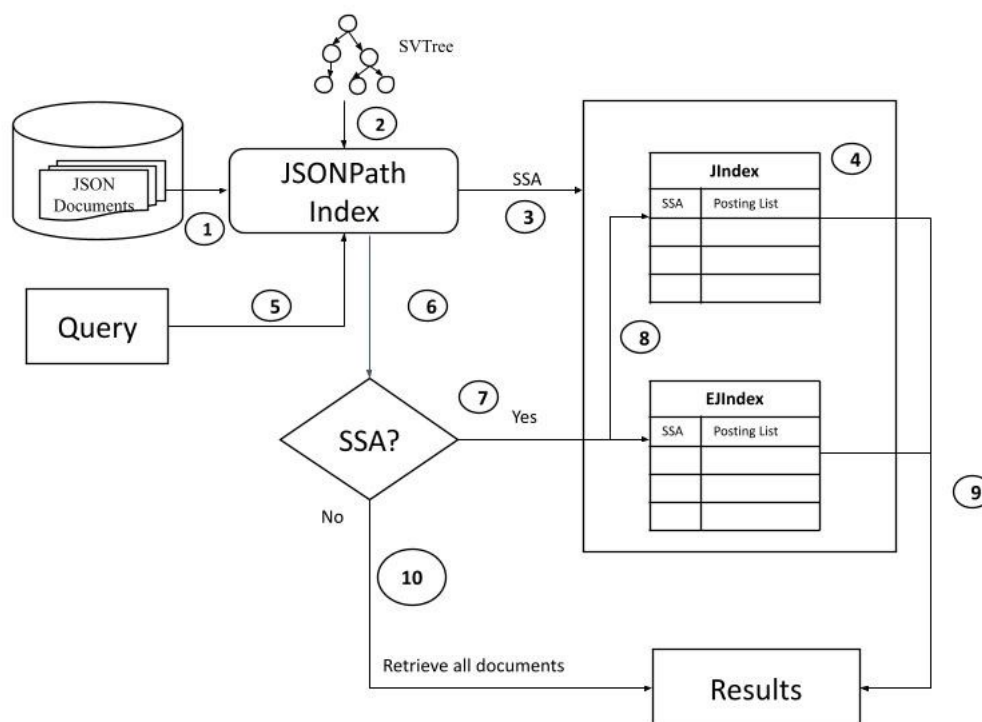 SVTree
2
JSON
Documents
JSONPath
Index
1
SSA
3
4
JIndex
SSA Posting List
Query
5
6
8
7
Yes
EJIndex
SSA Posting List
SSA?
No
9
10
Retrieve all documents
Results